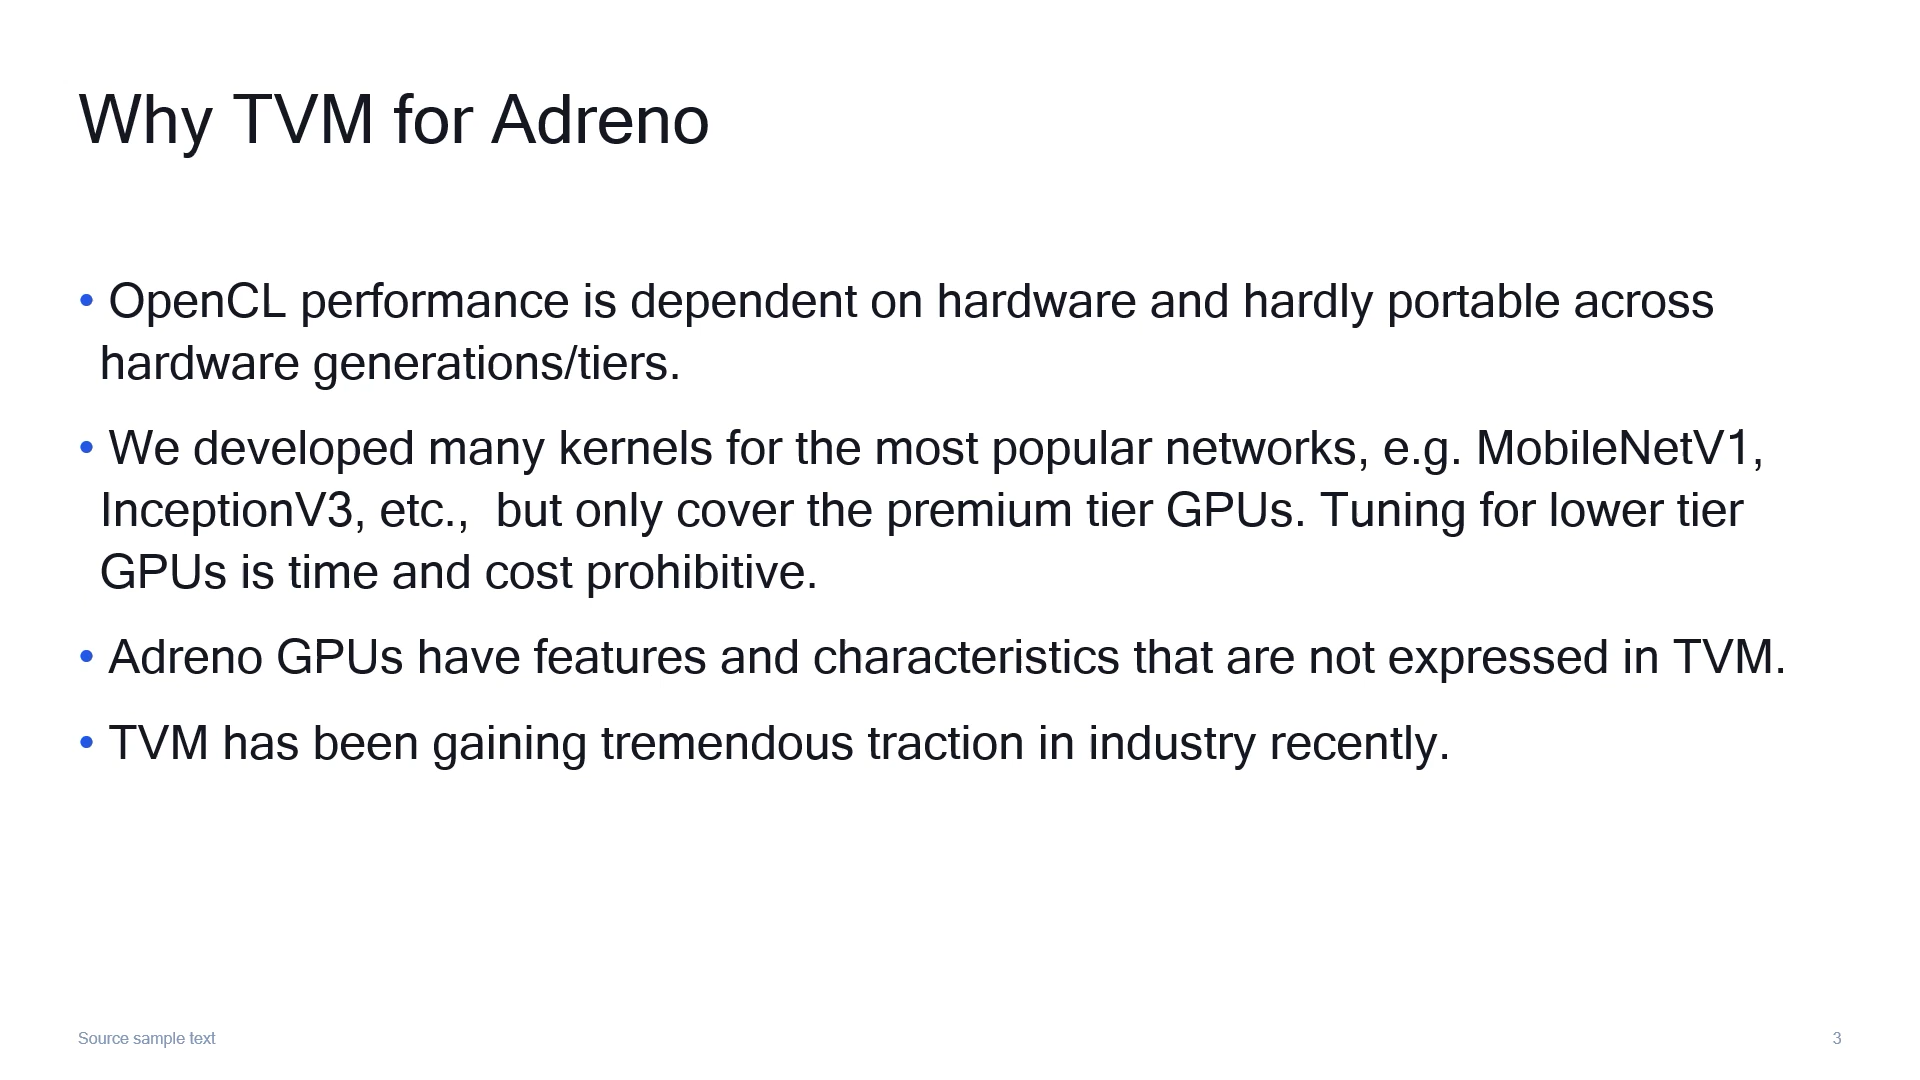 Why TVM for Adreno
• OpenCL performance is dependent on hardware and hardly portable across
hardware generations/tiers.
• We developed many kernels for the most popular networks, e.g. MobileNetV1,
InceptionV3, etc.,  but only cover the premium tier GPUs. Tuning for lower tier
GPUs is time and cost prohibitive.
• Adreno GPUs have features and characteristics that are not expressed in TVM.
• TVM has been gaining tremendous traction in industry recently.
Source sample text
3